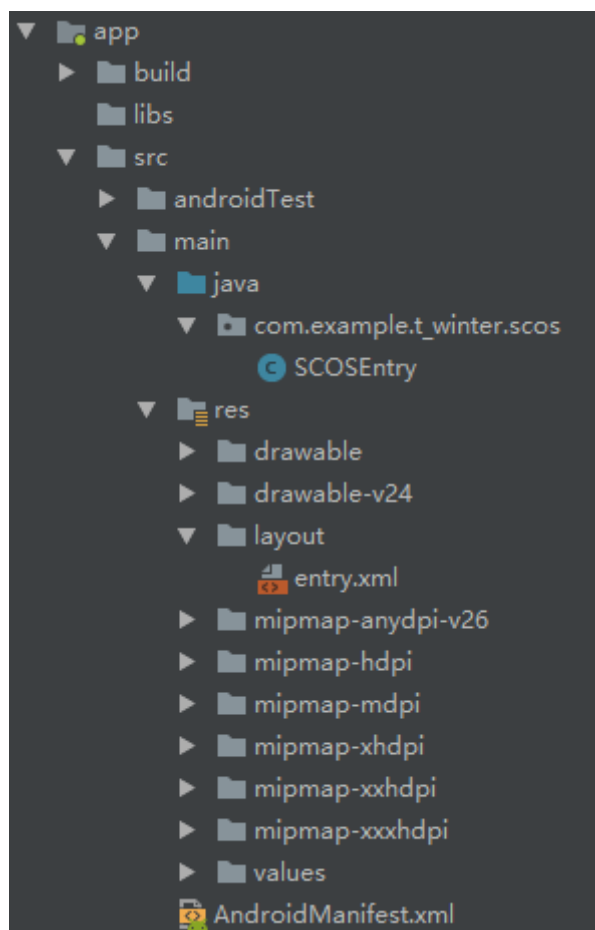 app
build
libs
src
androidTest
main
java
com.example.t_winter.scos
SCOSEntry
res
drawable
drawable-v24
layout
entry.xml
mipmap-anydpi-v26
mipmap-hdpi
mipmap-mdpi
mipmap-xhdpi
mipmap-xxhdpi
mipmap-xxxhdpi
values
AndroidManifest.xml